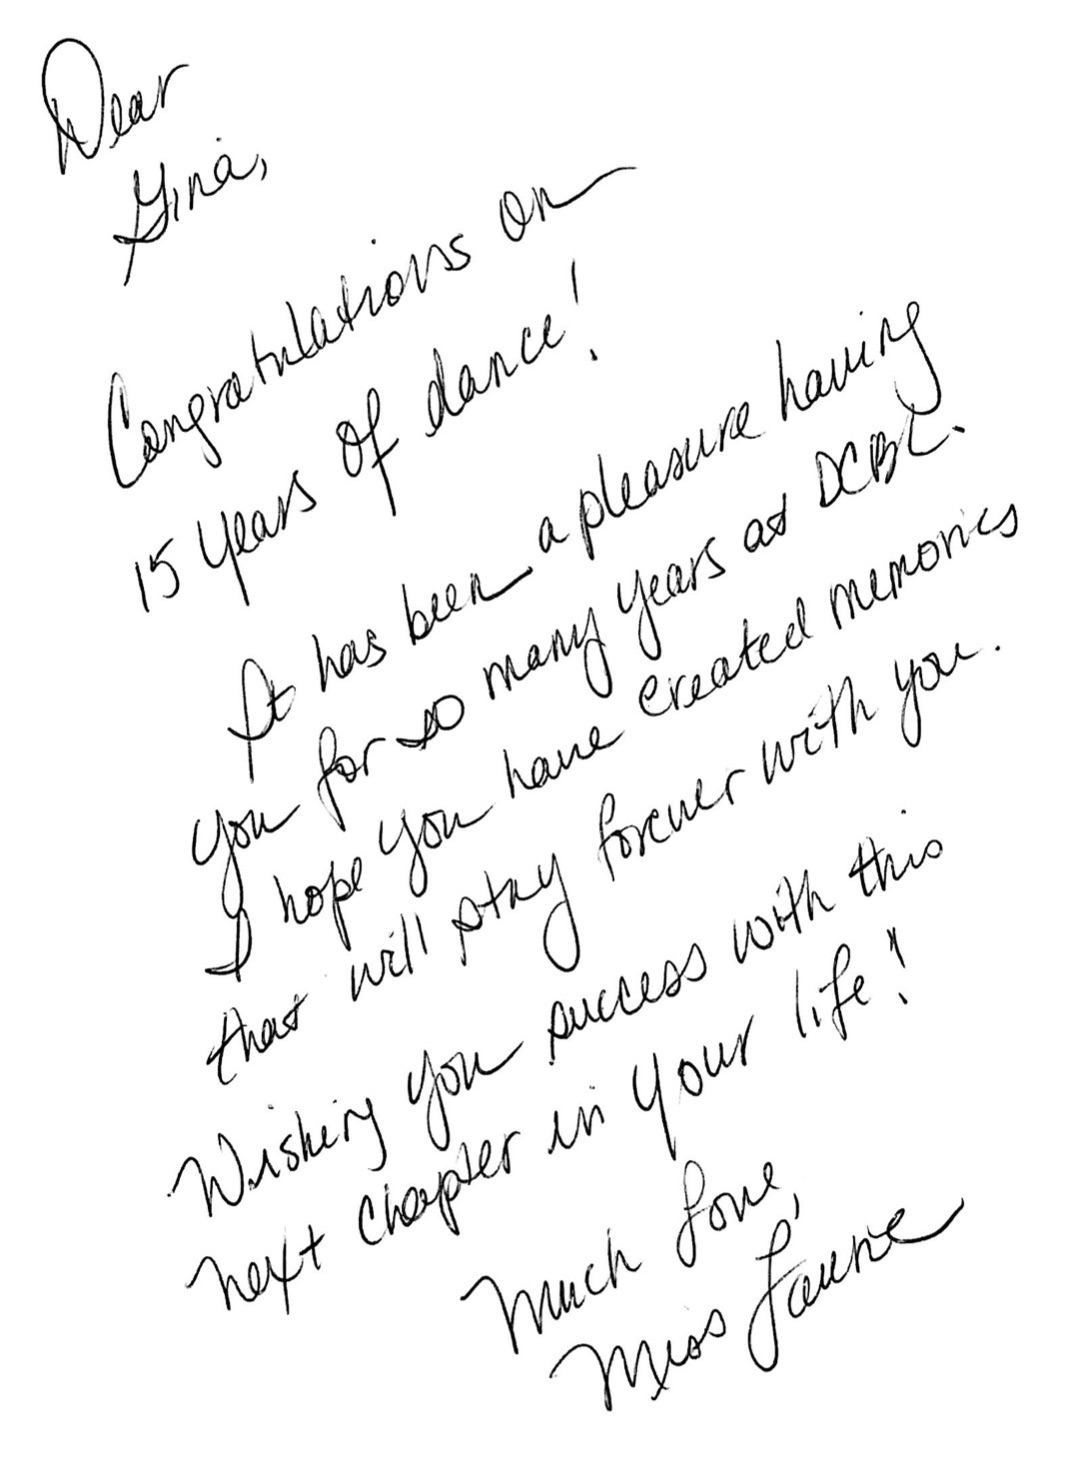 Dear
Gina,
Congratulations on
15 years of dance!
It has been a pleasure having
you for so many years at DCBL.
I hope you have created memories
that will stay forever with you.
Wishing you success with this
next chapter in your life!
Much Love,
Miss